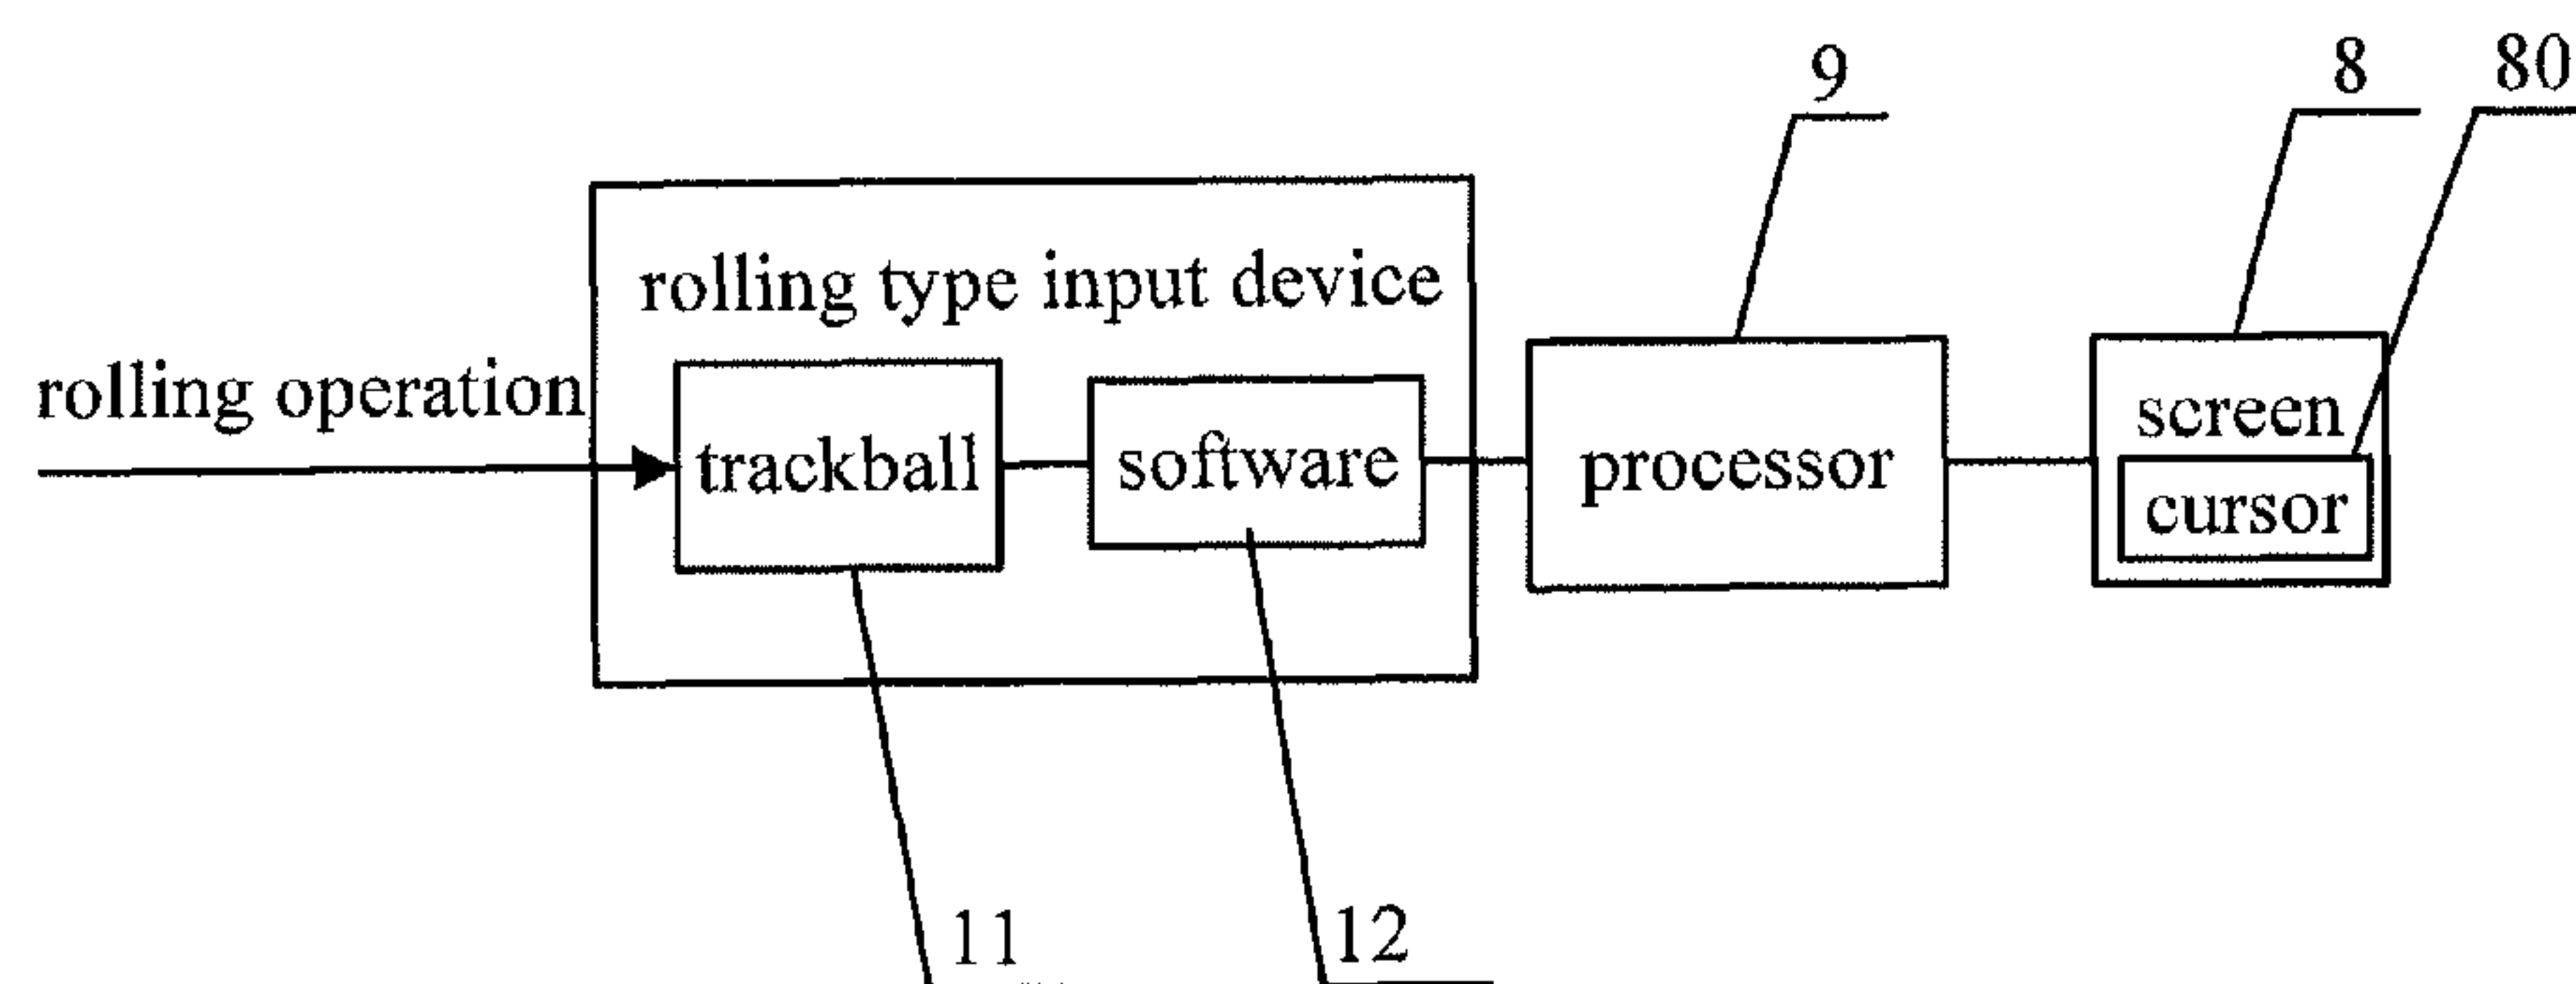 9
8
80
rolling type input device
rolling operation
trackball
software
processor
screen
cursor
11
12